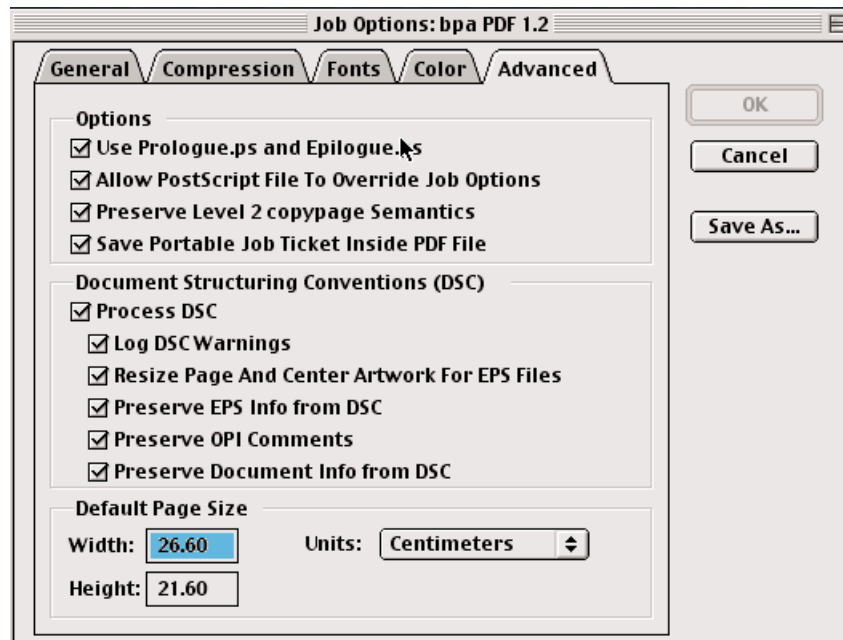 Job Options: bpa PDF 1.2
General Compression Fonts Color Advanced
OK
Cancel
Save As...
Options
Use Prologue.ps and Epilogue.ps
Allow PostScript File To Override Job Options
Preserve Level 2 copypage Semantics
Save Portable Job Ticket Inside PDF File
Document Structuring Conventions (DSC)
Process DSC
Log DSC Warnings
Resize Page And Center Artwork For EPS Files
Preserve EPS Info from DSC
Preserve OPI Comments
Preserve Document Info from DSC
Default Page Size
Width: 26.60 Units: Centimeters
Height: 21.60